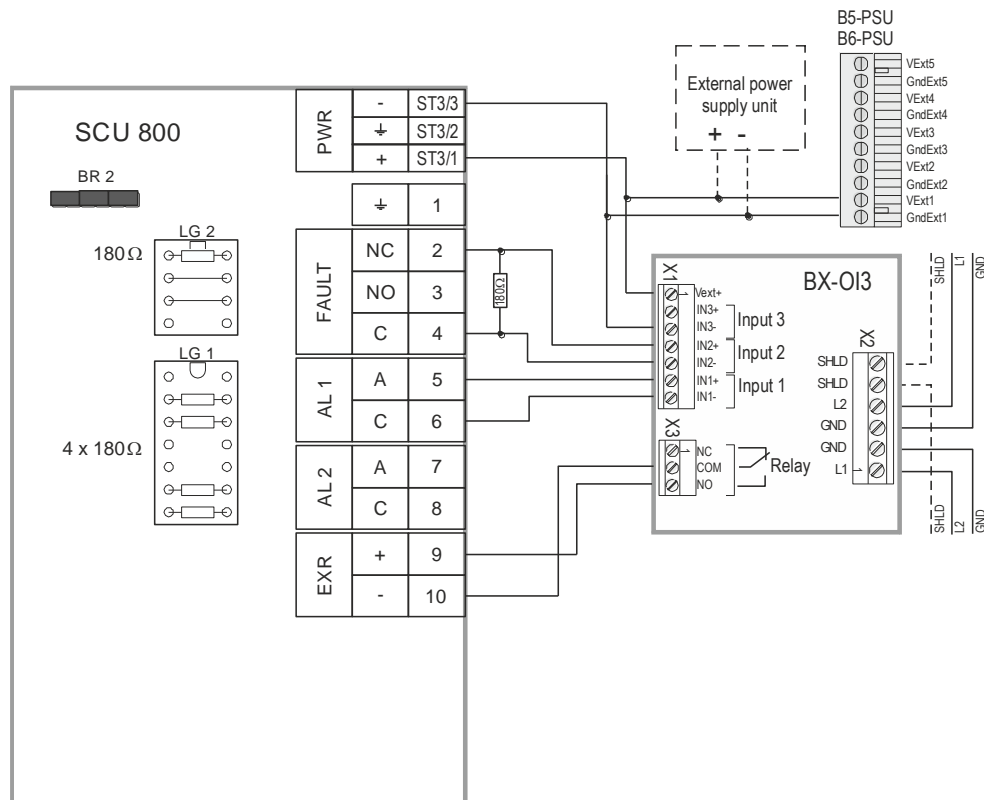 B5-PSU
B6-PSU
External power
supply unit
+ -
VExt5
GndExt5
VExt4
GndExt4
VExt3
GndExt3
VExt2
GndExt2
VExt1
GndExt1
SCU 800
BR 2
LG 2
180Ω
LG 1
4 x 180Ω
PWR
- ST3/3
⏚ ST3/2
+ ST3/1
⏚ 1
FAULT
NC 2
NO 3
C 4
AL 1
A 5
C 6
AL 2
A 7
C 8
EXR
+ 9
- 10
180Ω
BX-OI3
X1
1
Vext+
IN3+
IN3-
Input 3
IN2+
IN2-
Input 2
IN1+
IN1-
Input 1
X3
1
NC
COM
NO
Relay
X2
SHLD
SHLD
L2
GND
GND
L1
1
SHLD
L1
GND
SHLD
L2
GND